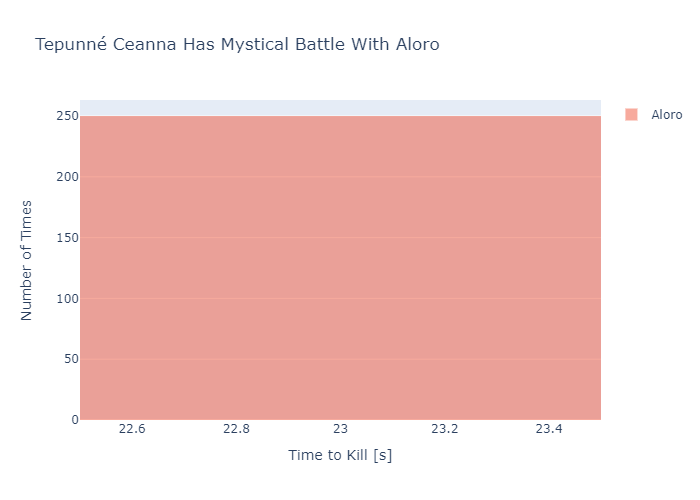 Tepunné Ceanna Has Mystical Battle With Aloro
Aloro
Number of Times
250
200
150
100
50
0
22.6 22.8 23 23.2 23.4
Time to Kill [s]